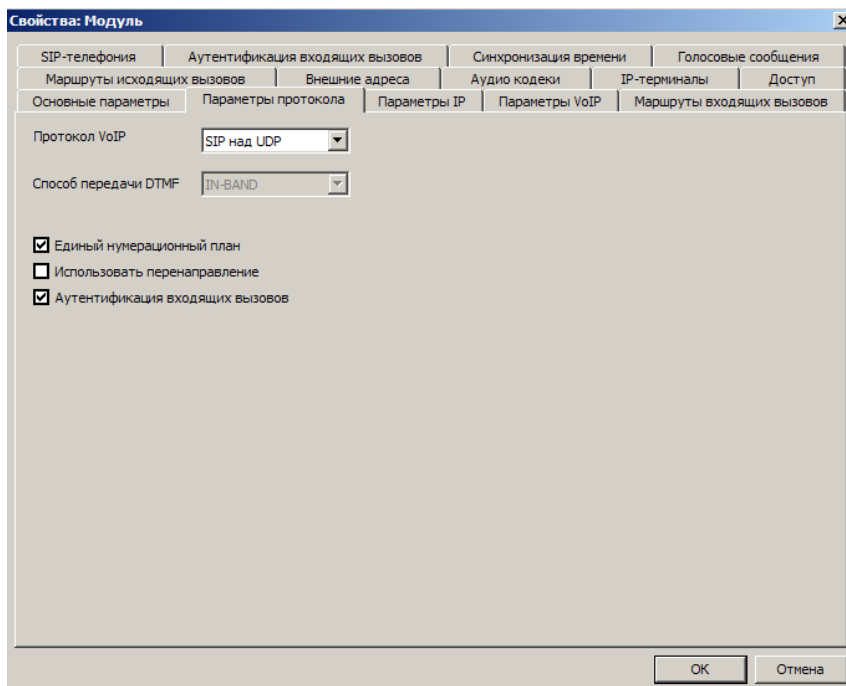 Свойства: Модуль
SIP-телефония Аутентификация входящих вызовов Синхронизация времени Голосовые сообщения
Маршруты исходящих вызовов Внешние адреса Аудио кодеки IP-терминалы Доступ
Основные параметры Параметры протокола Параметры IP Параметры VoIP Маршруты входящих вызовов
Протокол VoIP SIP над UDP
Способ передачи DTMF IN-BAND
Единый нумерационный план
Использовать перенаправление
Аутентификация входящих вызовов
ОК Отмена